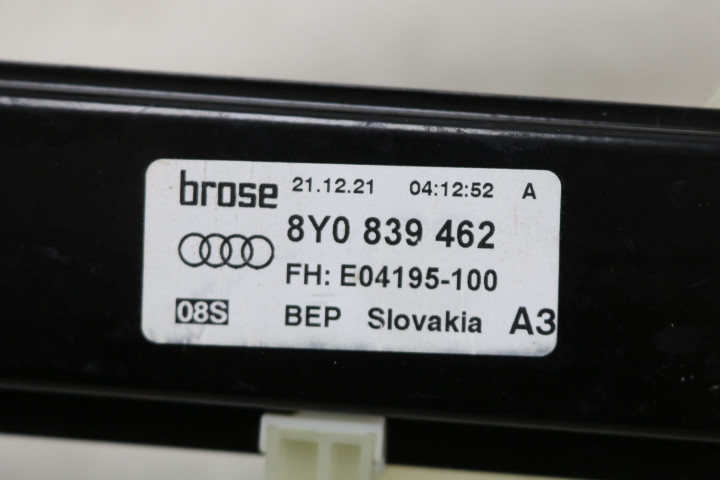 brose 21.12.21 04:12:52 A
8Y0 839 462
FH: E04195-100
08S BEP Slovakia A3